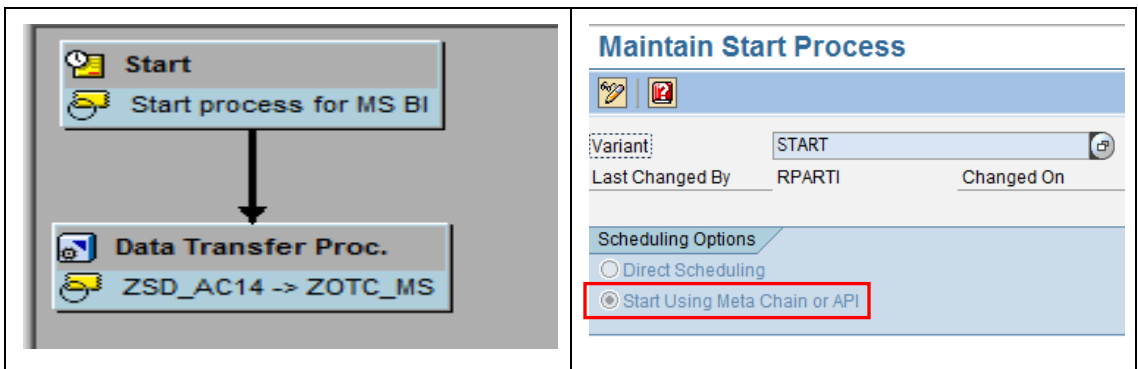 Start
Start process for MS BI
Data Transfer Proc.
ZSD_AC14 -> ZOTC_MS
Maintain Start Process
Variant START
Last Changed By RPARTI Changed On
Scheduling Options
Direct Scheduling
Start Using Meta Chain or API